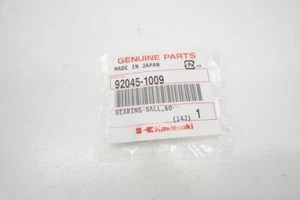 GENUINE PARTS
MADE IN JAPAN
92045-1009
BEARING-BALL,60
(14J) 1
Kawasaki